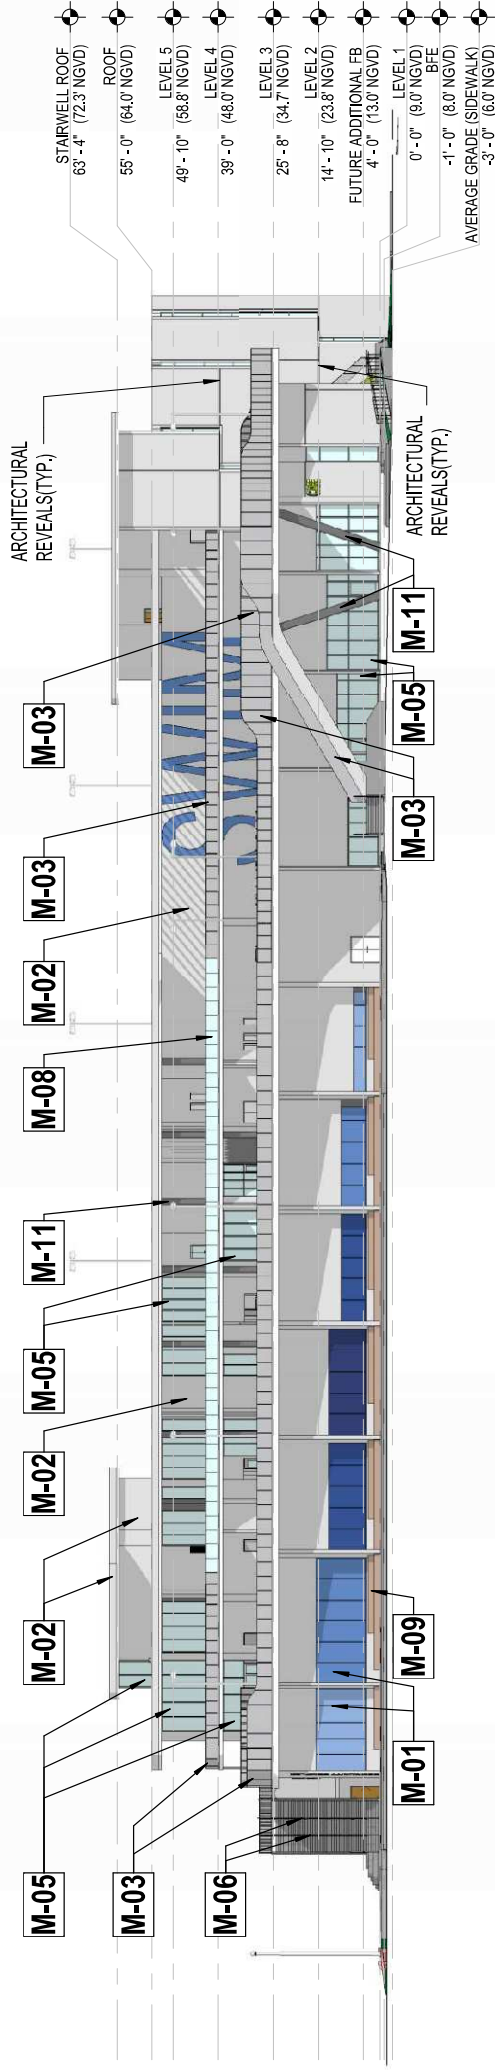 M-05
M-03
M-06
M-02
M-02
M-05
M-11
M-08
M-02
M-03
M-03
ARCHITECTURAL
REVEALS(TYP.)
M-01
M-09
M-03
M-05
M-11
ARCHITECTURAL
REVEALS(TYP.)
STAIRWELL ROOF
63' - 4" (72.3' NGVD)
ROOF
55' - 0" (64.0' NGVD)
LEVEL 5
49' - 10" (58.8' NGVD)
LEVEL 4
39' - 0" (48.0' NGVD)
LEVEL 3
25' - 8" (34.7' NGVD)
LEVEL 2
14' - 10" (23.8' NGVD)
FUTURE ADDITIONAL FB
4' - 0" (13.0' NGVD)
LEVEL 1
0' - 0" (9.0' NGVD)
BFE
-1' - 0" (8.0' NGVD)
AVERAGE GRADE (SIDEWALK)
-3' - 0" (6.0' NGVD)